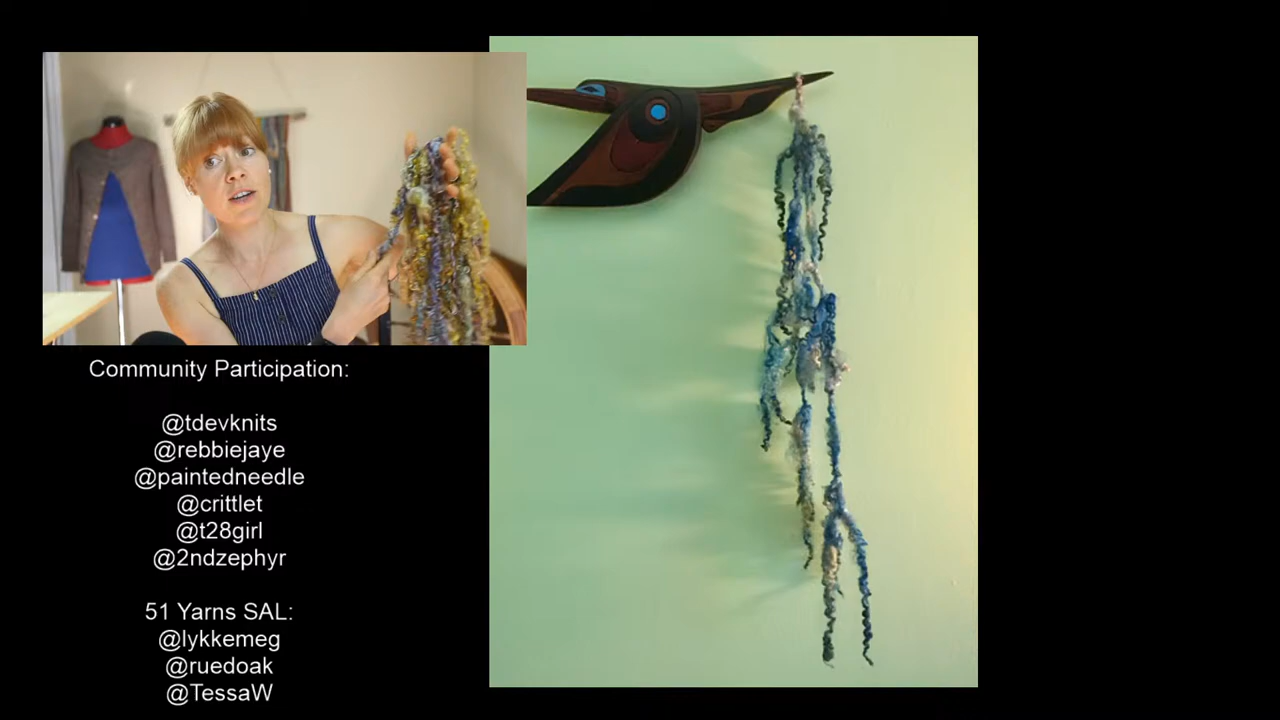 Community Participation:
@tdevknits
@rebbiejaye
@paintedneedle
@crittlet
@t28girl
@2ndzephyr
51 Yarns SAL:
@lykkemeg
@ruedoak
@TessaW